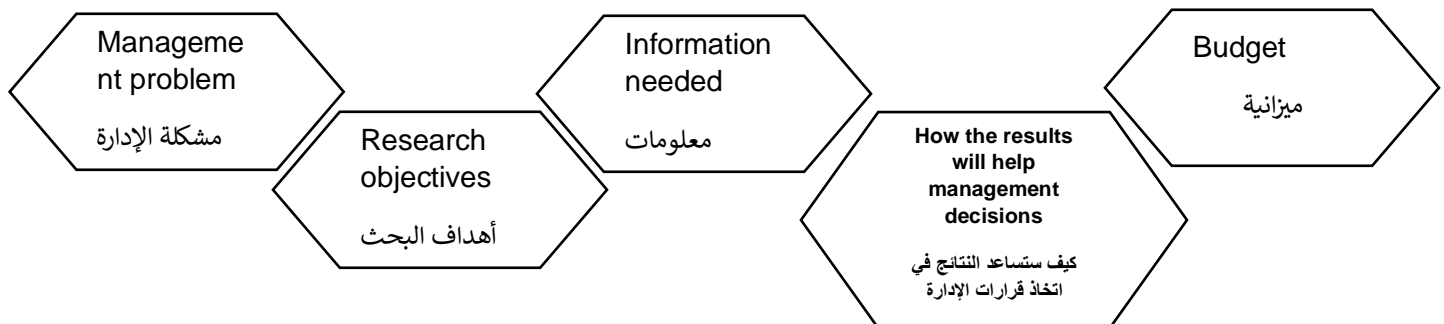 Manageme
nt problem
مشكلة الإدارة
Research
objectives
أهداف البحث
Information
needed
معلومات
How the results
will help
management
decisions
كيف ستساعد النتائج في
اتخاذ قرارات الإدارة
Budget
ميزانية